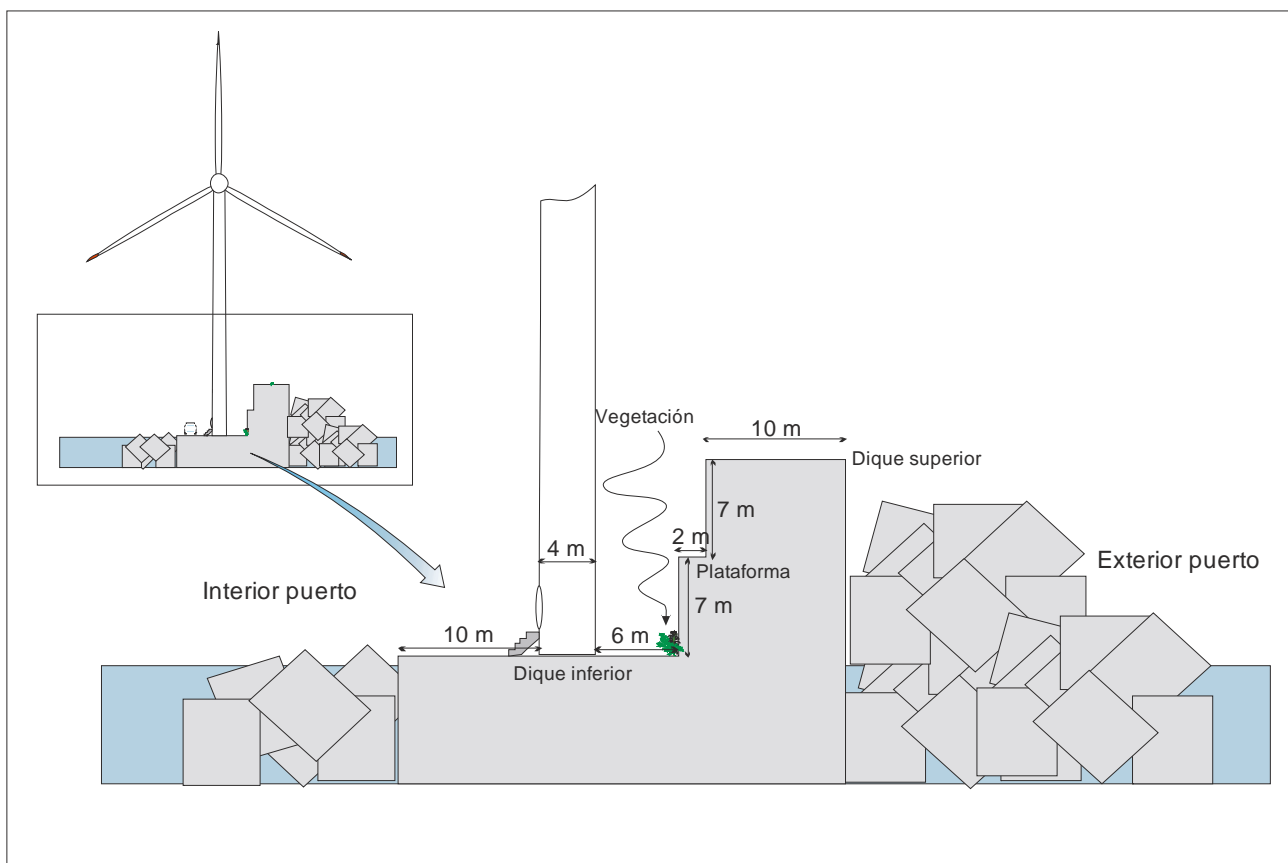 Vegetación
10 m
Dique superior
7 m
2 m
4 m
Plataforma
Exterior puerto
Interior puerto
7 m
10 m
6 m
Dique inferior